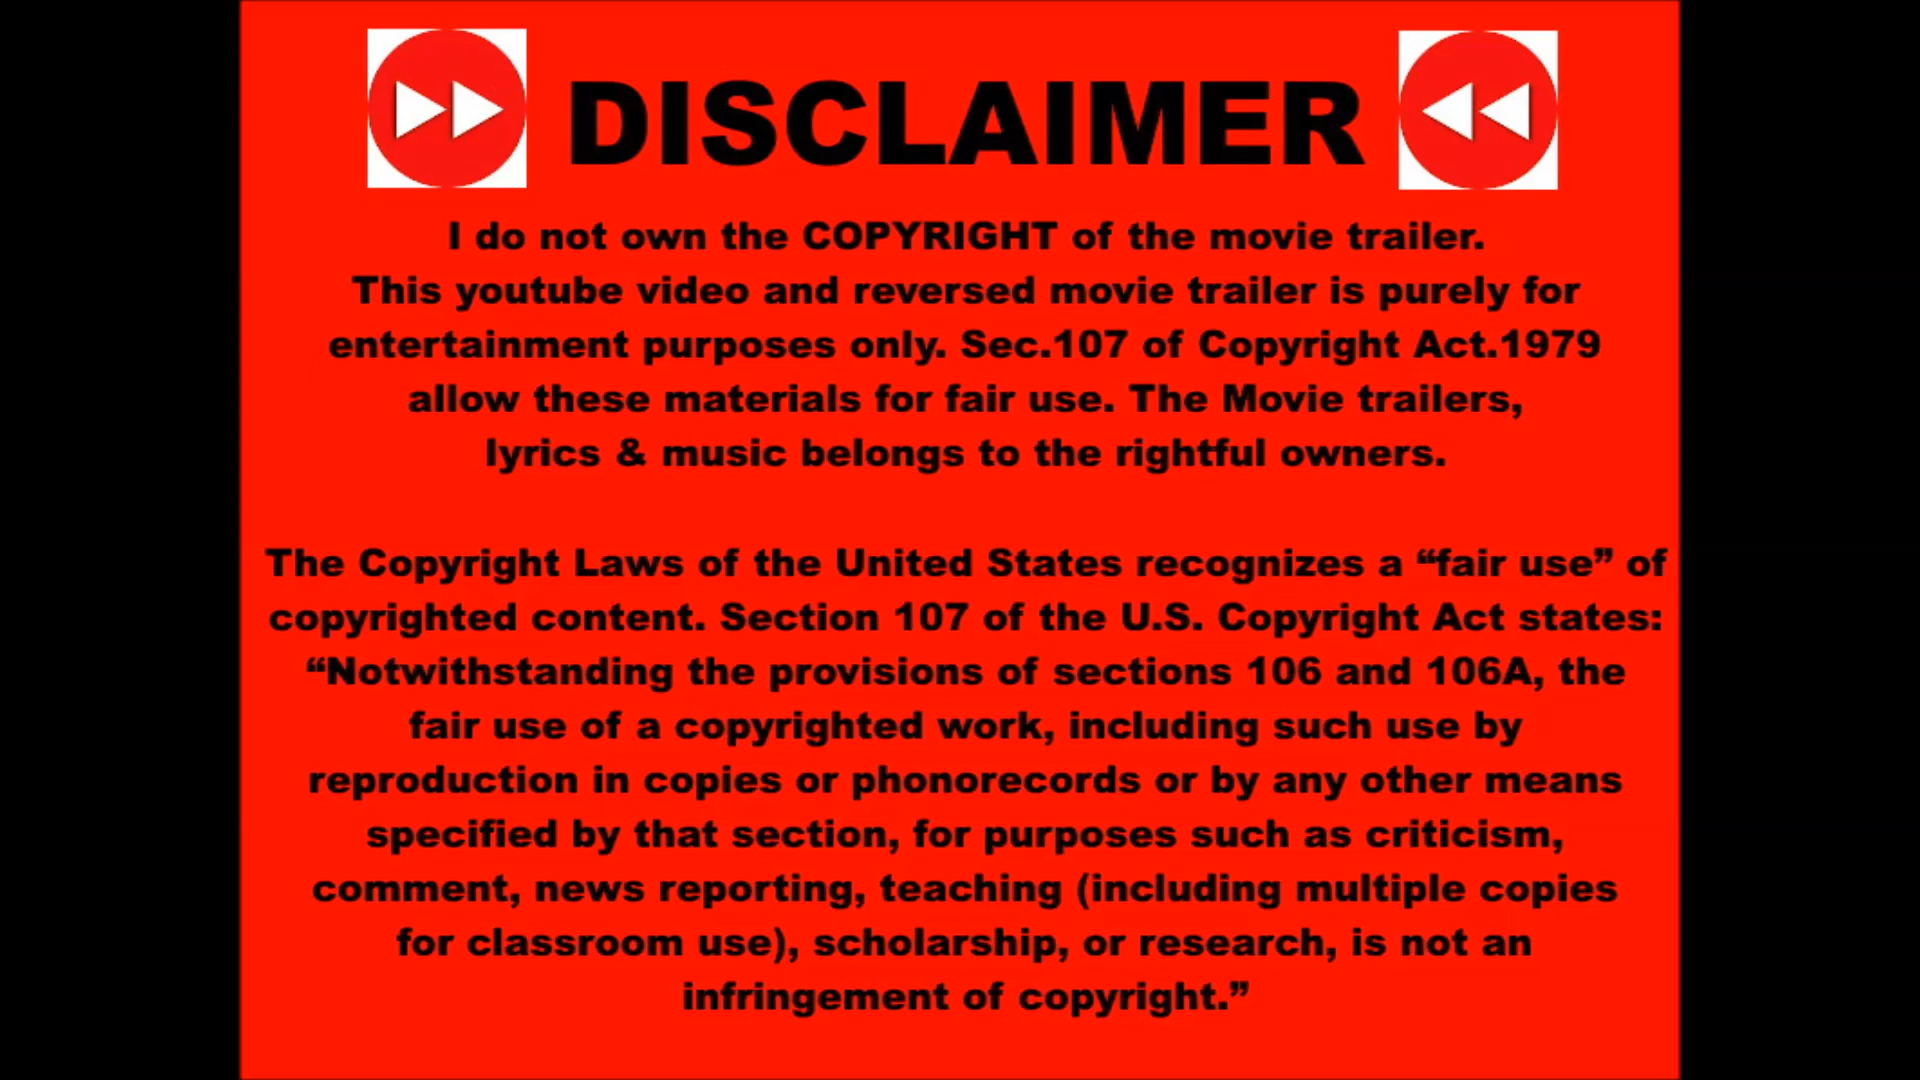 DISCLAIMER
I do not own the COPYRIGHT of the movie trailer.
This youtube video and reversed movie trailer is purely for
entertainment purposes only. Sec.107 of Copyright Act.1979
allow these materials for fair use. The Movie trailers,
lyrics & music belongs to the rightful owners.
The Copyright Laws of the United States recognizes a “fair use” of
copyrighted content. Section 107 of the U.S. Copyright Act states:
“Notwithstanding the provisions of sections 106 and 106A, the
fair use of a copyrighted work, including such use by
reproduction in copies or phonorecords or by any other means
specified by that section, for purposes such as criticism,
comment, news reporting, teaching (including multiple copies
for classroom use), scholarship, or research, is not an
infringement of copyright.”